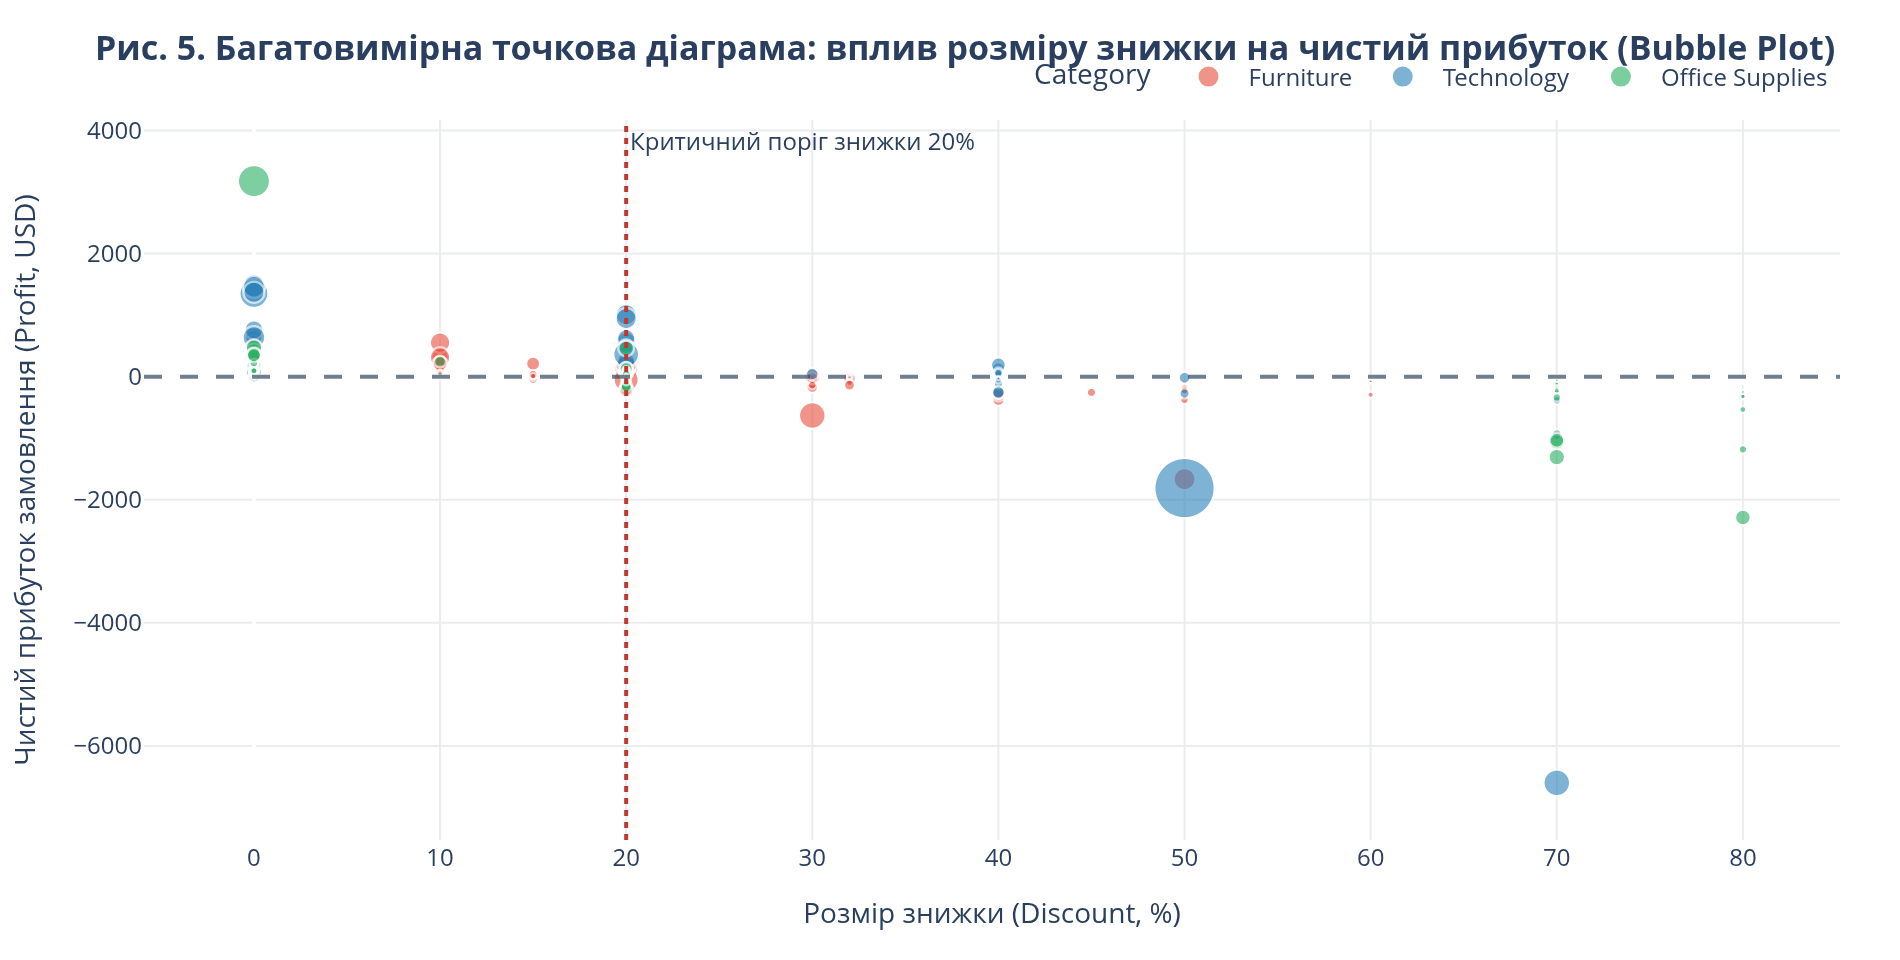 Рис. 5. Багатовимірна точкова діаграма: вплив розміру знижки на чистий прибуток (Bubble Plot)
Category Furniture Technology Office Supplies
Критичний поріг знижки 20%
Чистий прибуток замовлення (Profit, USD)
4000
2000
0
−2000
−4000
−6000
0 10 20 30 40 50 60 70 80
Розмір знижки (Discount, %)